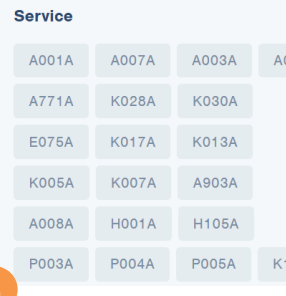 Service
A001A A007A A003A
A771A K028A K030A
E075A K017A K013A
K005A K007A A903A
A008A H001A H105A
P003A P004A P005A